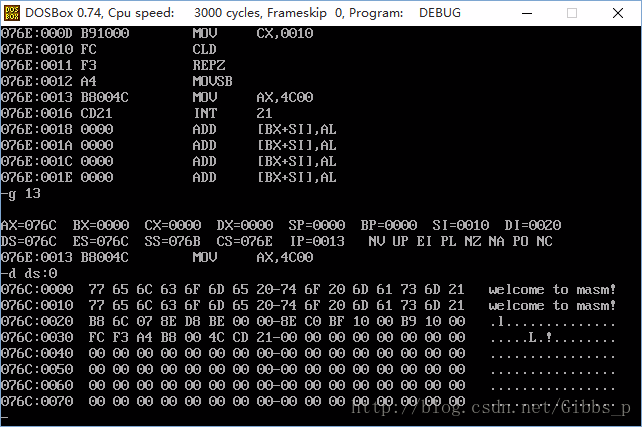 DOSBox 0.74, Cpu speed: 3000 cycles, Frameskip 0, Program: DEBUG
076E:000D B91000 MOV CX,0010
076E:0010 FC CLD
076E:0011 F3 REPZ
076E:0012 A4 MOVSB
076E:0013 B8004C MOV AX,4C00
076E:0016 CD21 INT 21
076E:0018 0000 ADD [BX+SI],AL
076E:001A 0000 ADD [BX+SI],AL
076E:001C 0000 ADD [BX+SI],AL
076E:001E 0000 ADD [BX+SI],AL
-g 13
AX=076C BX=0000 CX=0000 DX=0000 SP=0000 BP=0000 SI=0010 DI=0020
DS=076C ES=076C SS=076B CS=076E IP=0013 NV UP EI PL NZ NA PO NC
076E:0013 B8004C MOV AX,4C00
-d ds:0
076C:0000 77 65 6C 63 6F 6D 65 20-74 6F 20 6D 61 73 6D 21 welcome to masm!
076C:0010 77 65 6C 63 6F 6D 65 20-74 6F 20 6D 61 73 6D 21 welcome to masm!
076C:0020 B8 6C 07 8E D8 BE 00 00-8E C0 BF 10 00 B9 10 00 .l..............
076C:0030 FC F3 A4 B8 00 4C CD 21-00 00 00 00 00 00 00 00 .....L.!........
076C:0040 00 00 00 00 00 00 00 00-00 00 00 00 00 00 00 00 ................
076C:0050 00 00 00 00 00 00 00 00-00 00 00 00 00 00 00 00 ................
076C:0060 00 00 00 00 00 00 00 00-00 00 00 00 00 00 00 00 ................
076C:0070 00 00 00 00 00 00 00 00-00 00 00 00 00 00 00 00 ................
-
http://blog.csdn.net/Gibbs_p